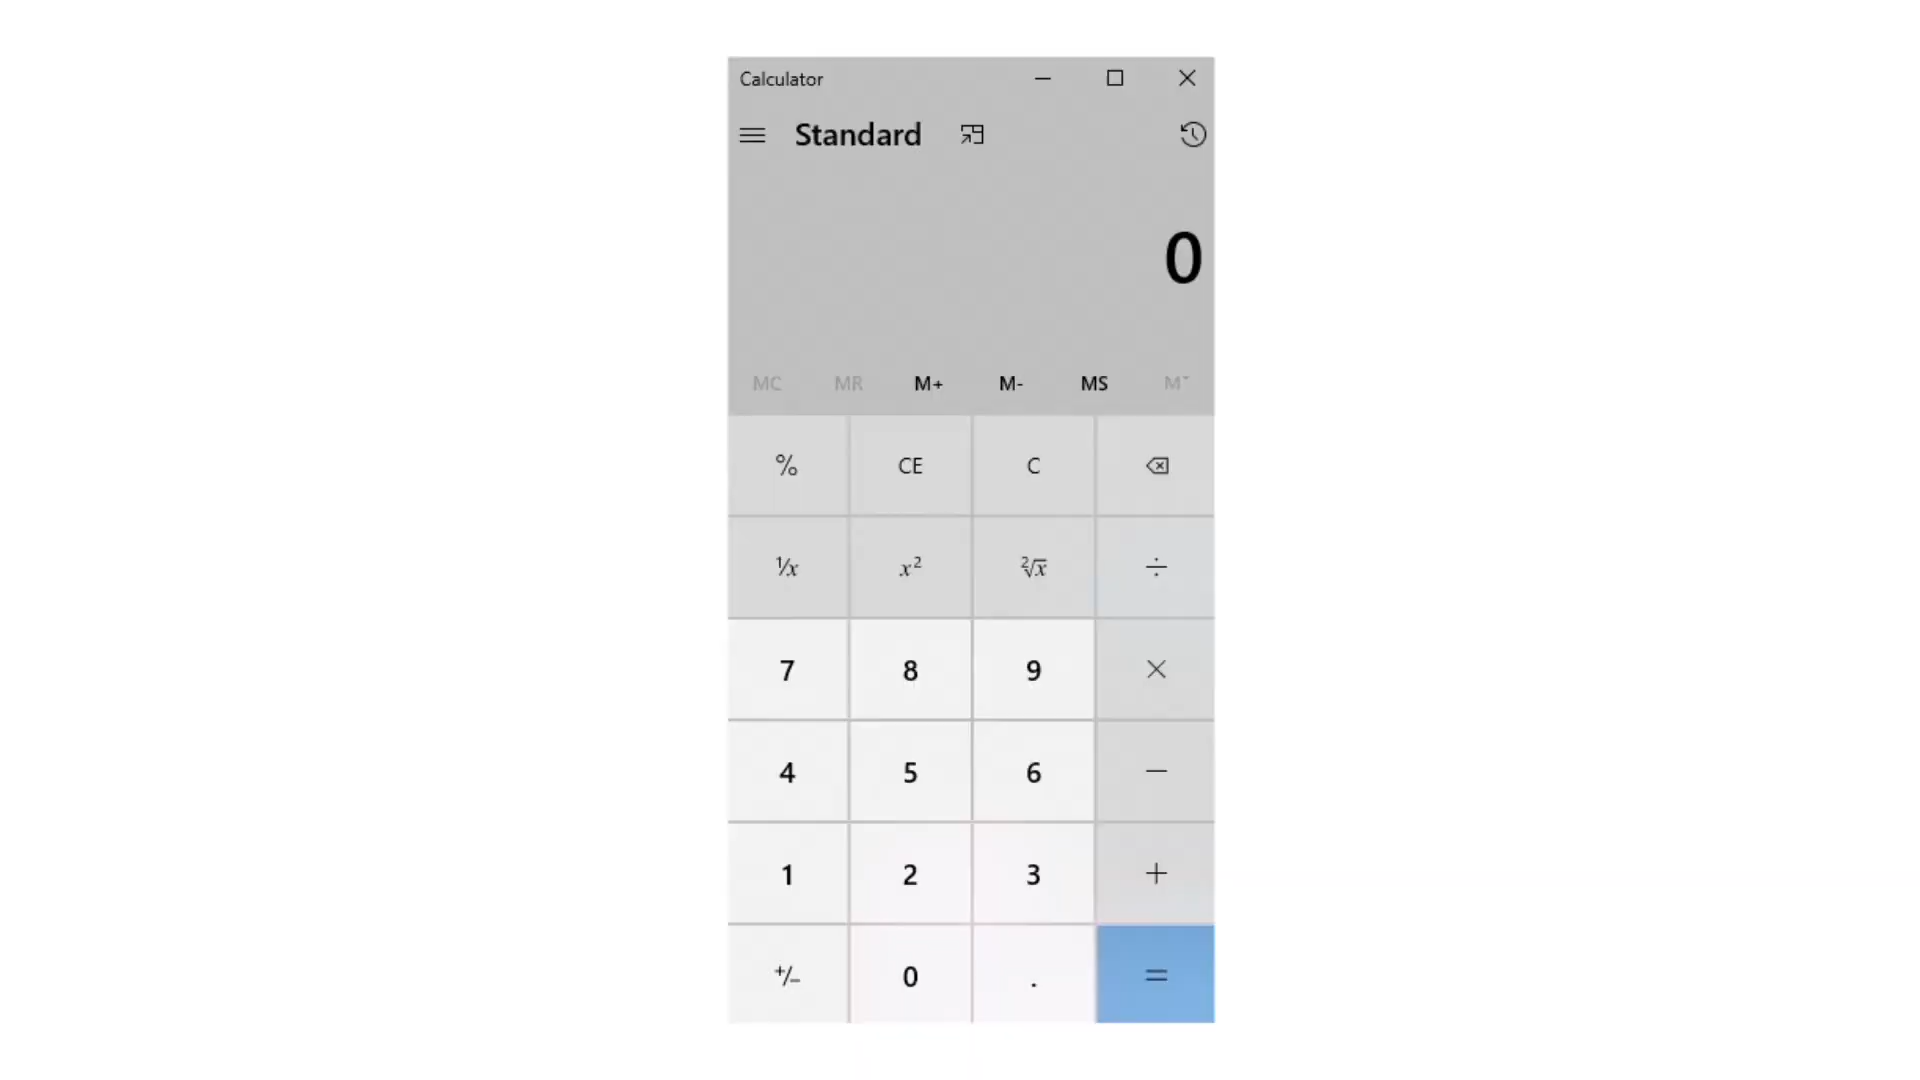 Calculator
Standard
0
MC MR M+ M- MS M˅
% CE C
¹/x x² ²√x ÷
7 8 9 ×
4 5 6 −
1 2 3 +
+/− 0 . =